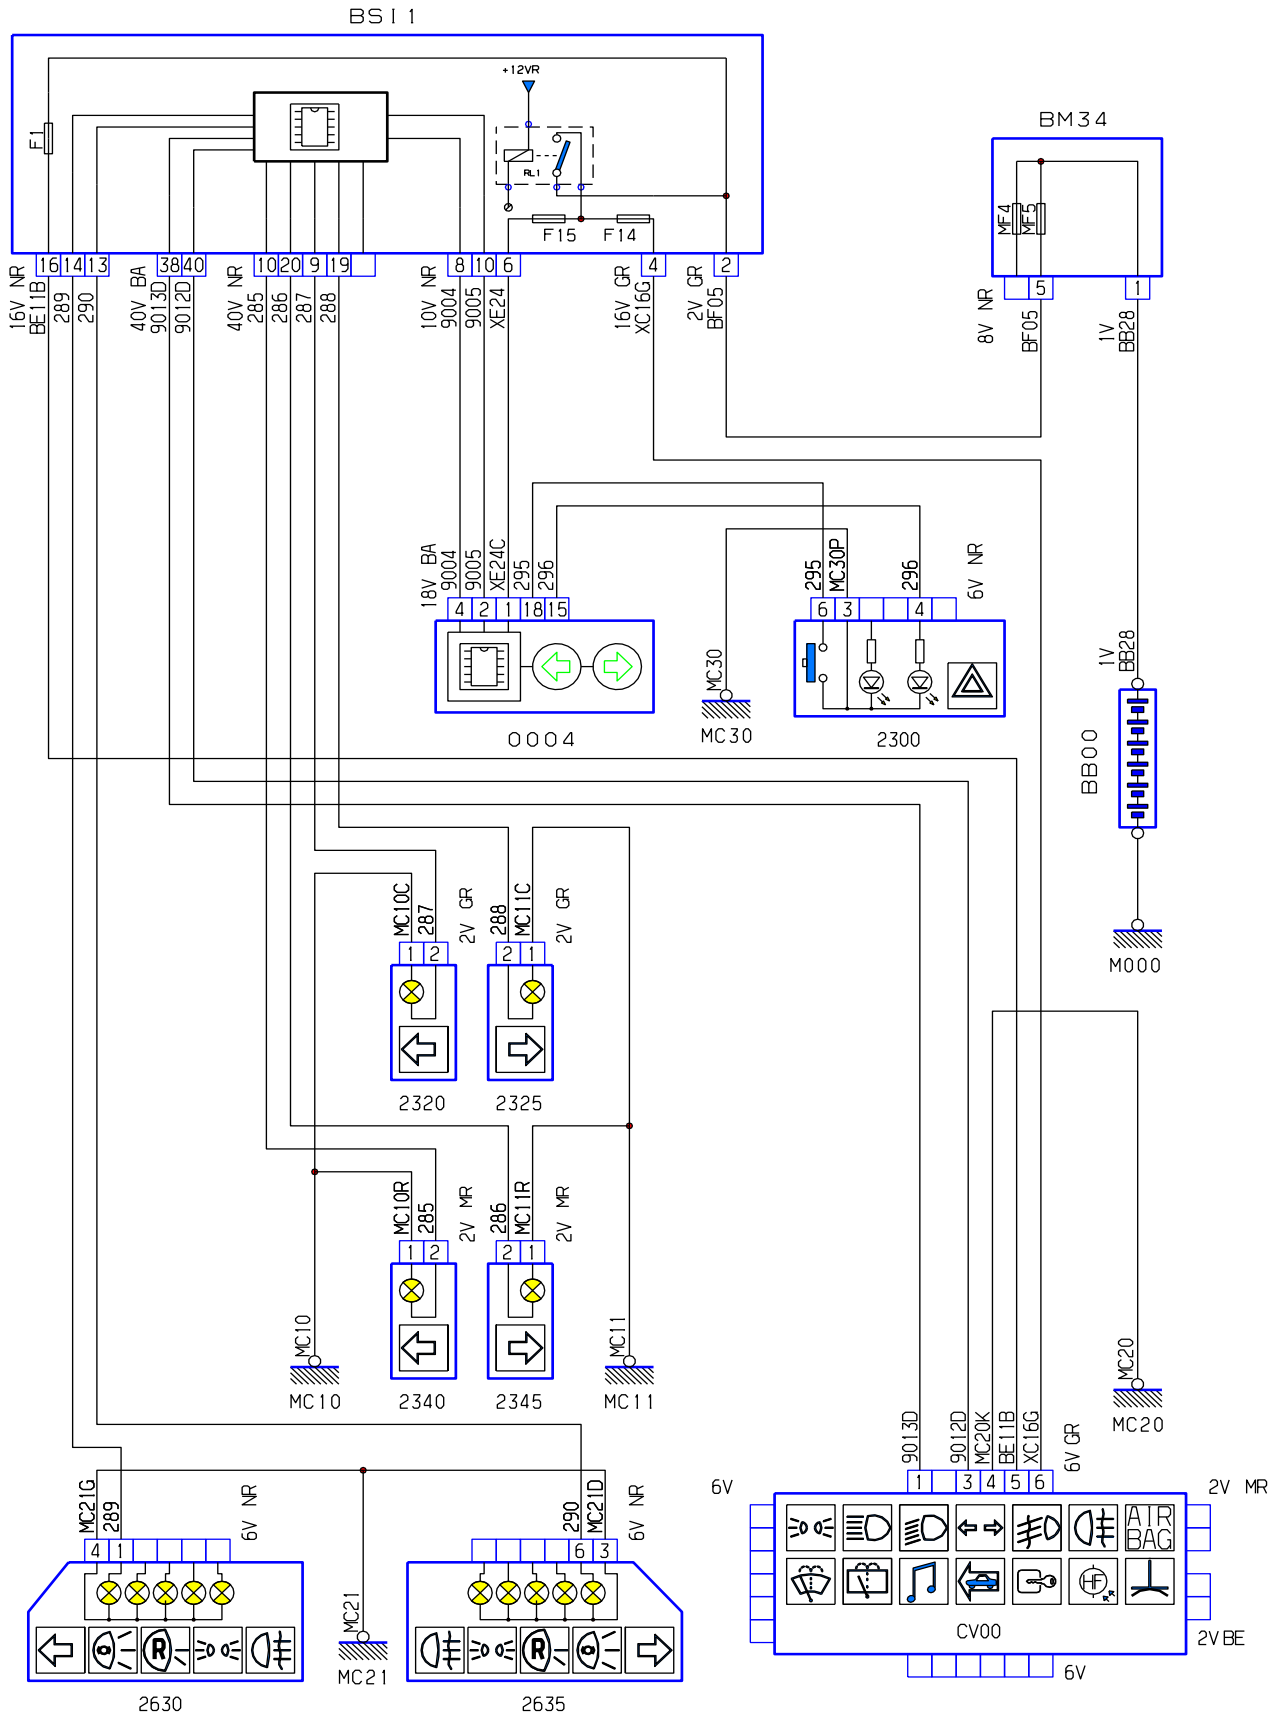 BSI1
+12VR
F1
RL1
F15 F14
16 14 13 38 40 10 20 9 19 8 10 6 4 2
16V NR
BE11B
289
290
40V BA
9013D
9012D
40V NR
285
286
287
288
10V NR
9004
9005
XE24
16V GR
XC16G
2V GR
BF05
BM34
MF4
MF5
5 1
8V NR
BF05
1V
BB28
18V BA
9004
9005
XE24C
295
296
4 2 1 18 15
0004
MC30
MC30
295
MC30P
296
6V NR
6 3 4
2300
1V
BB28
BB00
M000
MC10C
287
2V GR
1 2
2320
288
MC11C
2V GR
2 1
2325
MC10R
285
2V MR
1 2
2340
286
MC11R
2V MR
2 1
2345
MC10
MC10
MC11
MC11
MC20
MC20
MC21G
289
6V NR
4 1
R
2630
MC21
MC21
290
MC21D
6V NR
6 3
R
2635
9013D
9012D
MC20K
BE11B
XC16G
6V GR
1 3 4 5 6
6V
2V MR
AIR
BAG
HF
CV00
2V BE
6V